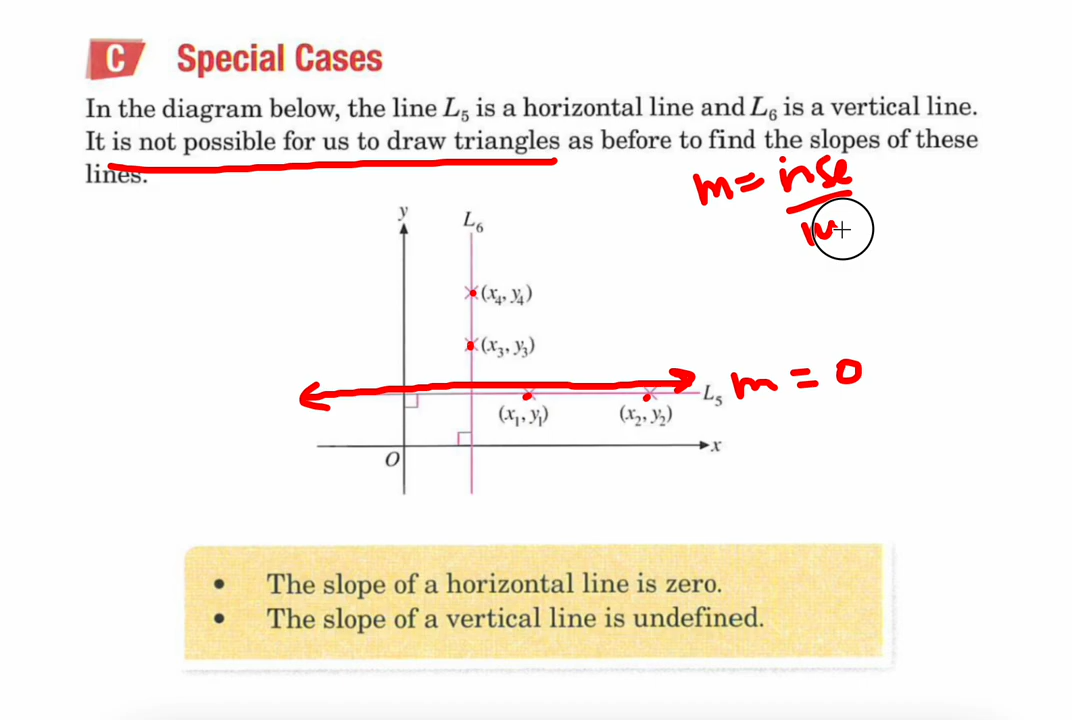 C Special Cases
In the diagram below, the line L₅ is a horizontal line and L₆ is a vertical line.
It is not possible for us to draw triangles as before to find the slopes of these
lines.
m =
y
L₆
(x₄, y₄)
(x₃, y₃)
m = 0
L₅
(x₁, y₁) (x₂, y₂)
x
O
• The slope of a horizontal line is zero.
• The slope of a vertical line is undefined.